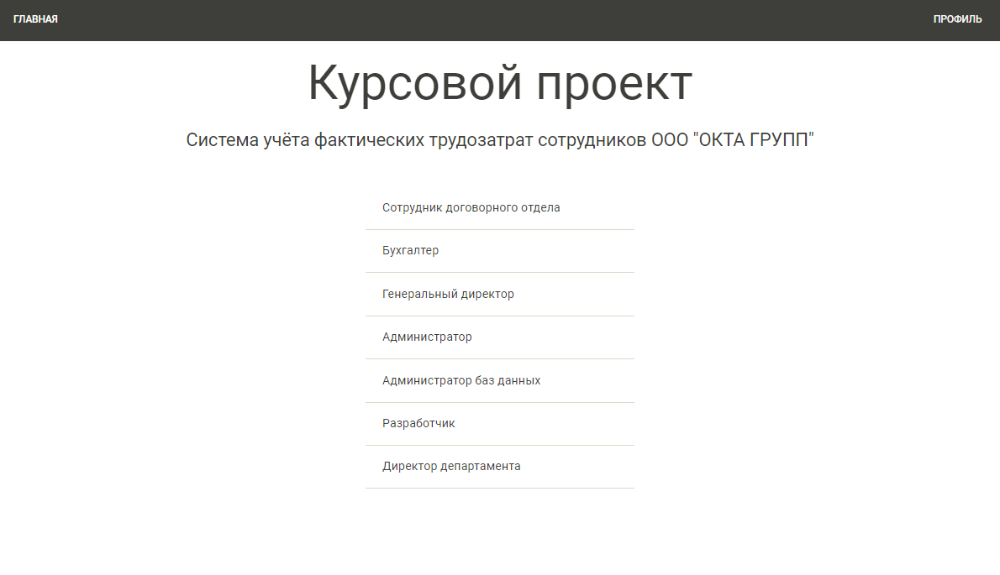 ГЛАВНАЯ
ПРОФИЛЬ
Курсовой проект
Система учёта фактических трудозатрат сотрудников ООО "ОКТА ГРУПП"
Сотрудник договорного отдела
Бухгалтер
Генеральный директор
Администратор
Администратор баз данных
Разработчик
Директор департамента